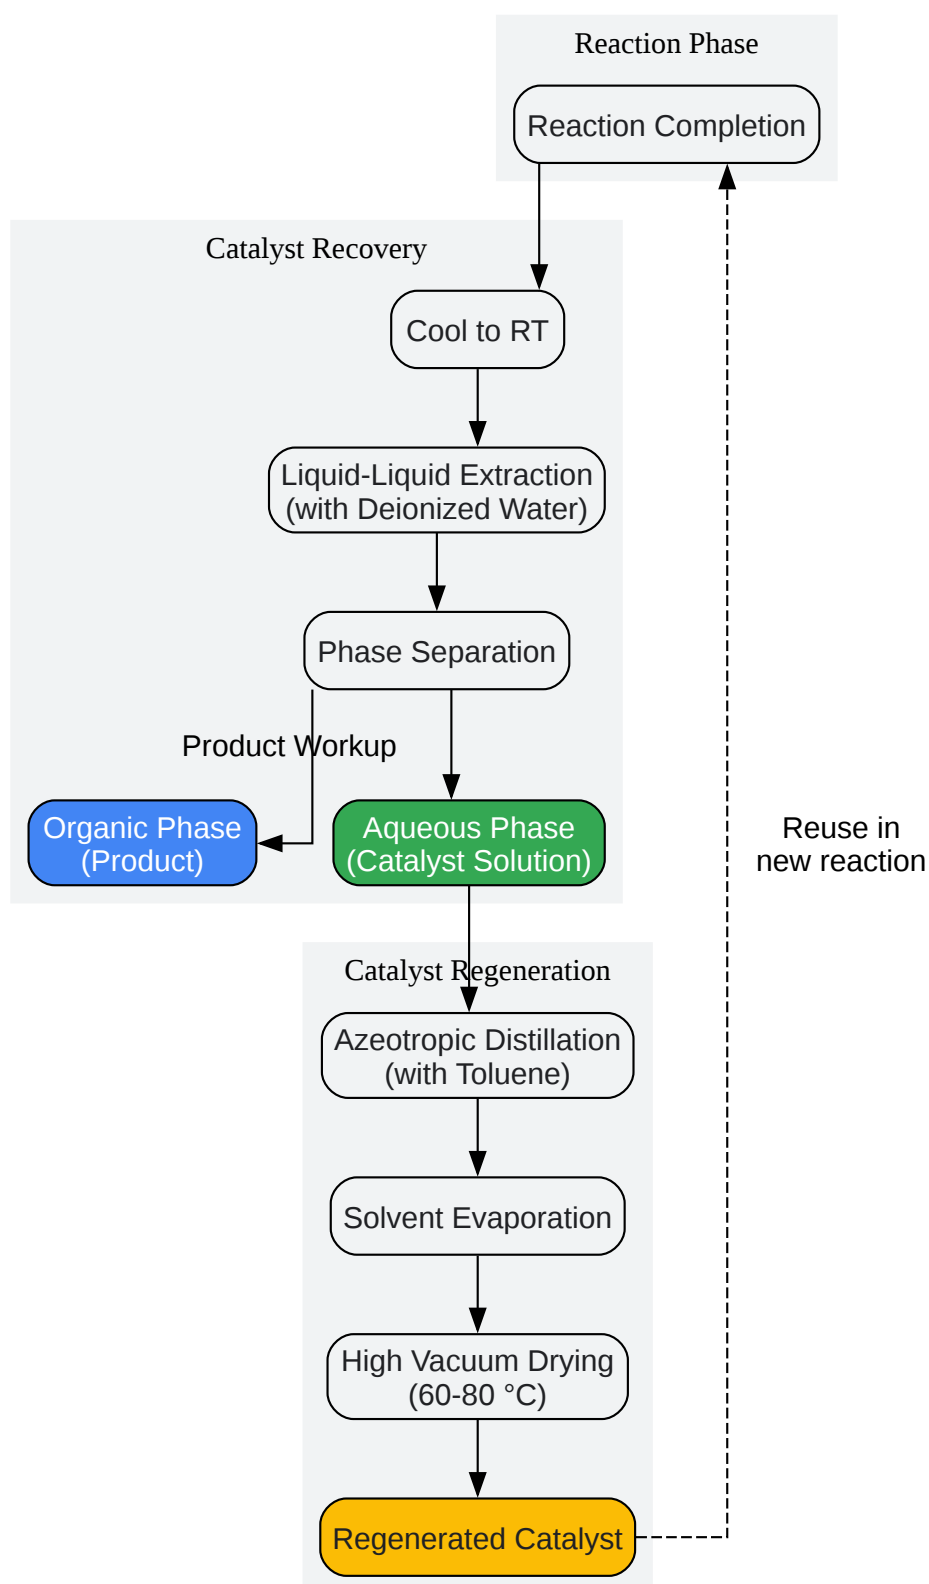 Reaction Phase
Reaction Completion
Catalyst Recovery
Cool to RT
Liquid-Liquid Extraction
(with Deionized Water)
Phase Separation
Product Workup
Organic Phase
(Product)
Aqueous Phase
(Catalyst Solution)
Reuse in
new reaction
Catalyst Regeneration
Azeotropic Distillation
(with Toluene)
Solvent Evaporation
High Vacuum Drying
(60-80 °C)
Regenerated Catalyst